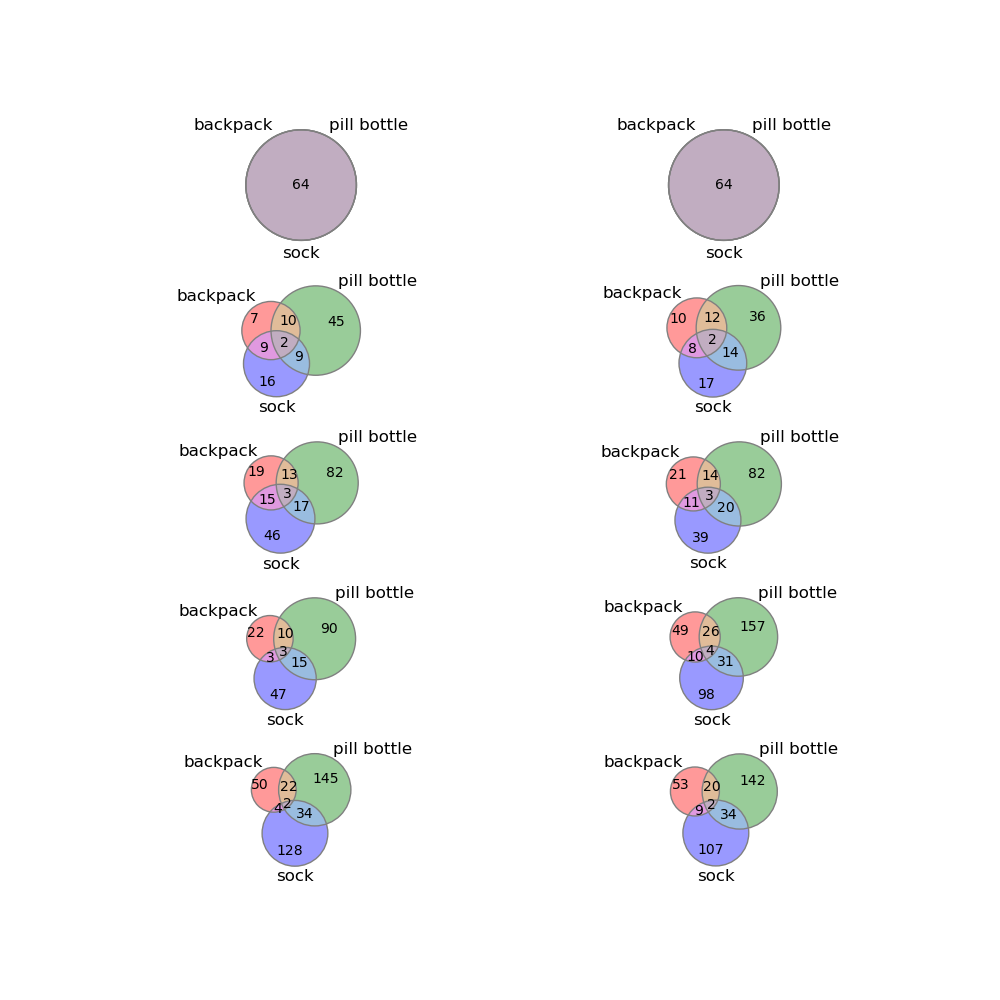 backpack pill bottle backpack pill bottle
64 64
sock sock
pill bottle pill bottle
backpack backpack
7 10 45 10 12 36
9 2 9 8 2 14
16 17
sock sock
pill bottle pill bottle
backpack backpack
19 13 82 21 14 82
15 3 17 11 3 20
46 39
sock sock
pill bottle pill bottle
backpack backpack
22 10 90 49 26 157
3 3 15 10 4 31
47 98
sock sock
pill bottle pill bottle
backpack backpack
50 22 145 53 20 142
4 2 34 9 2 34
128 107
sock sock